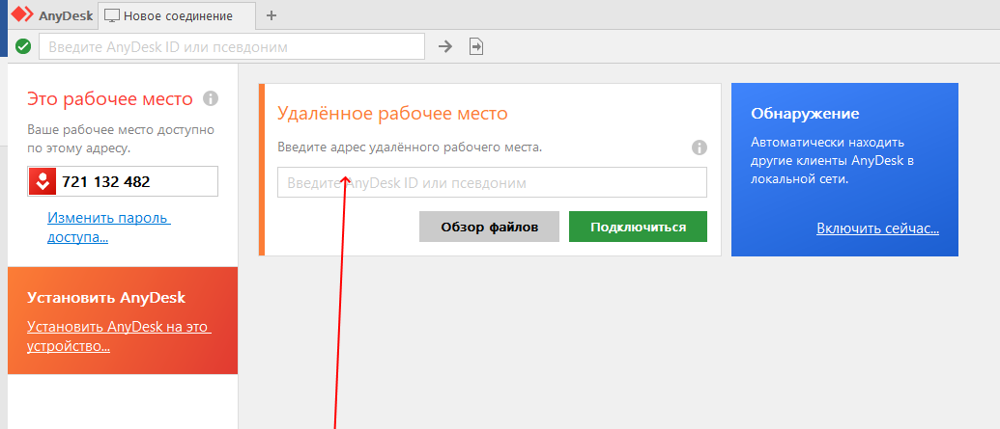 AnyDesk
Новое соединение
Введите AnyDesk ID или псевдоним
Это рабочее место
Ваше рабочее место доступно
по этому адресу.
721 132 482
Изменить пароль
доступа...
Установить AnyDesk
Установить AnyDesk на это
устройство...
Удалённое рабочее место
Введите адрес удалённого рабочего места.
Введите AnyDesk ID или псевдоним
Обзор файлов
Подключиться
Обнаружение
Автоматически находить
другие клиенты AnyDesk в
локальной сети.
Включить сейчас...